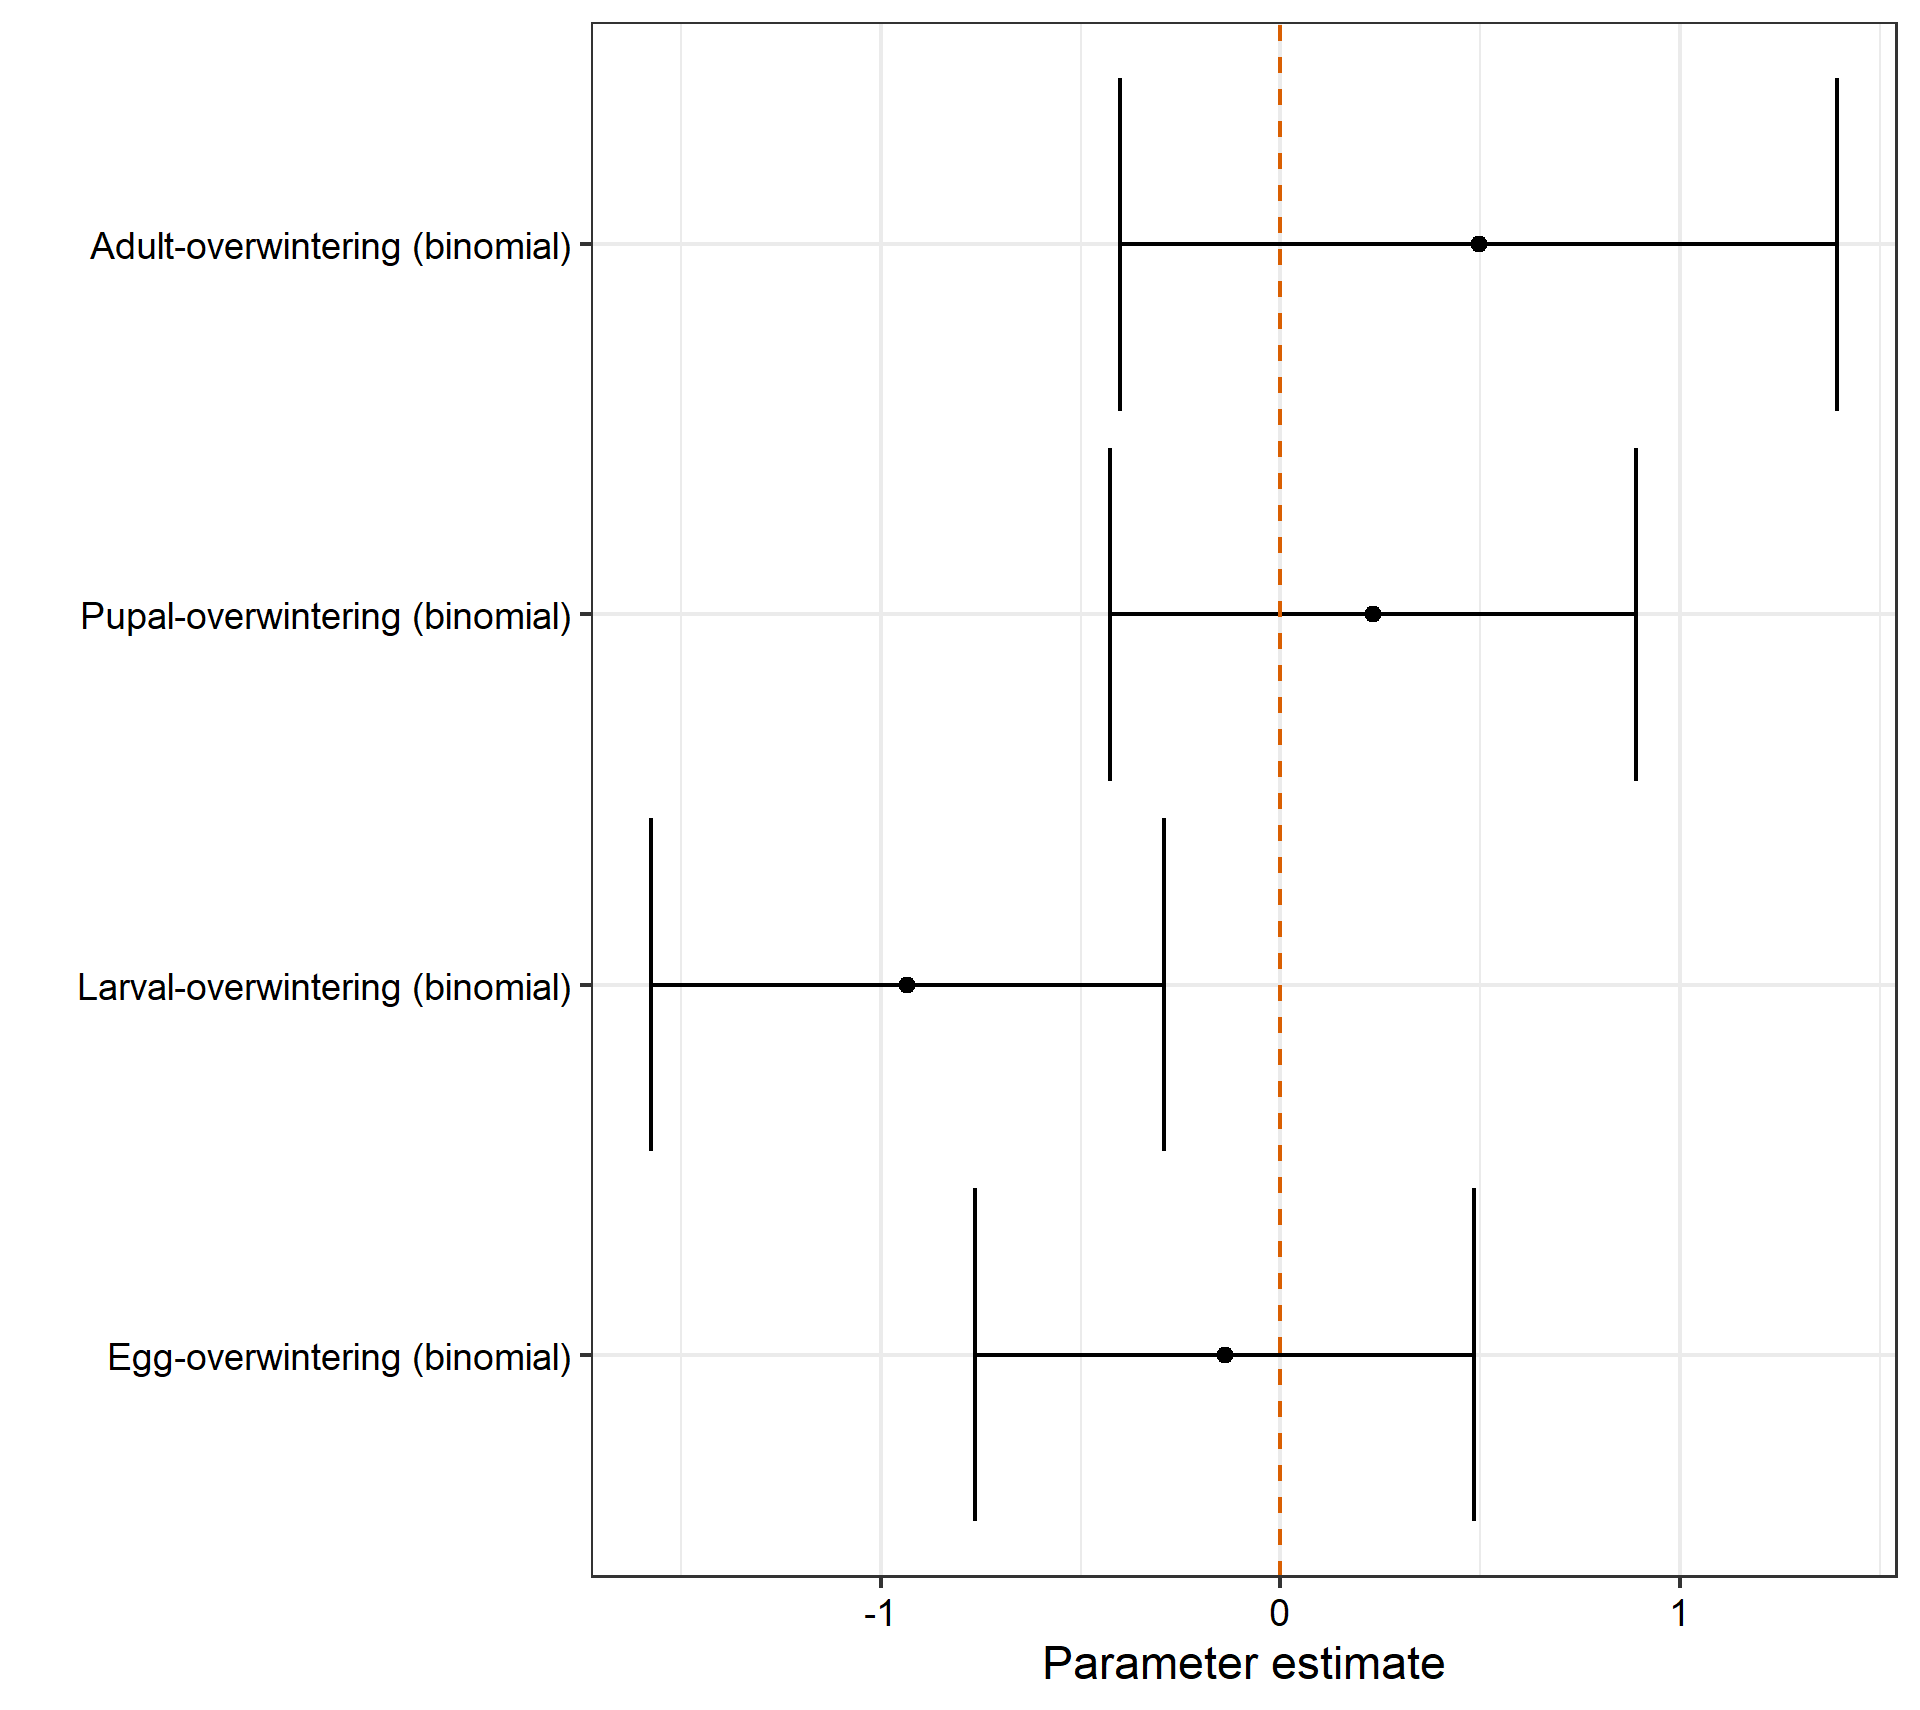 Adult-overwintering (binomial)
Pupal-overwintering (binomial)
Larval-overwintering (binomial)
Egg-overwintering (binomial)
-1 0 1
Parameter estimate